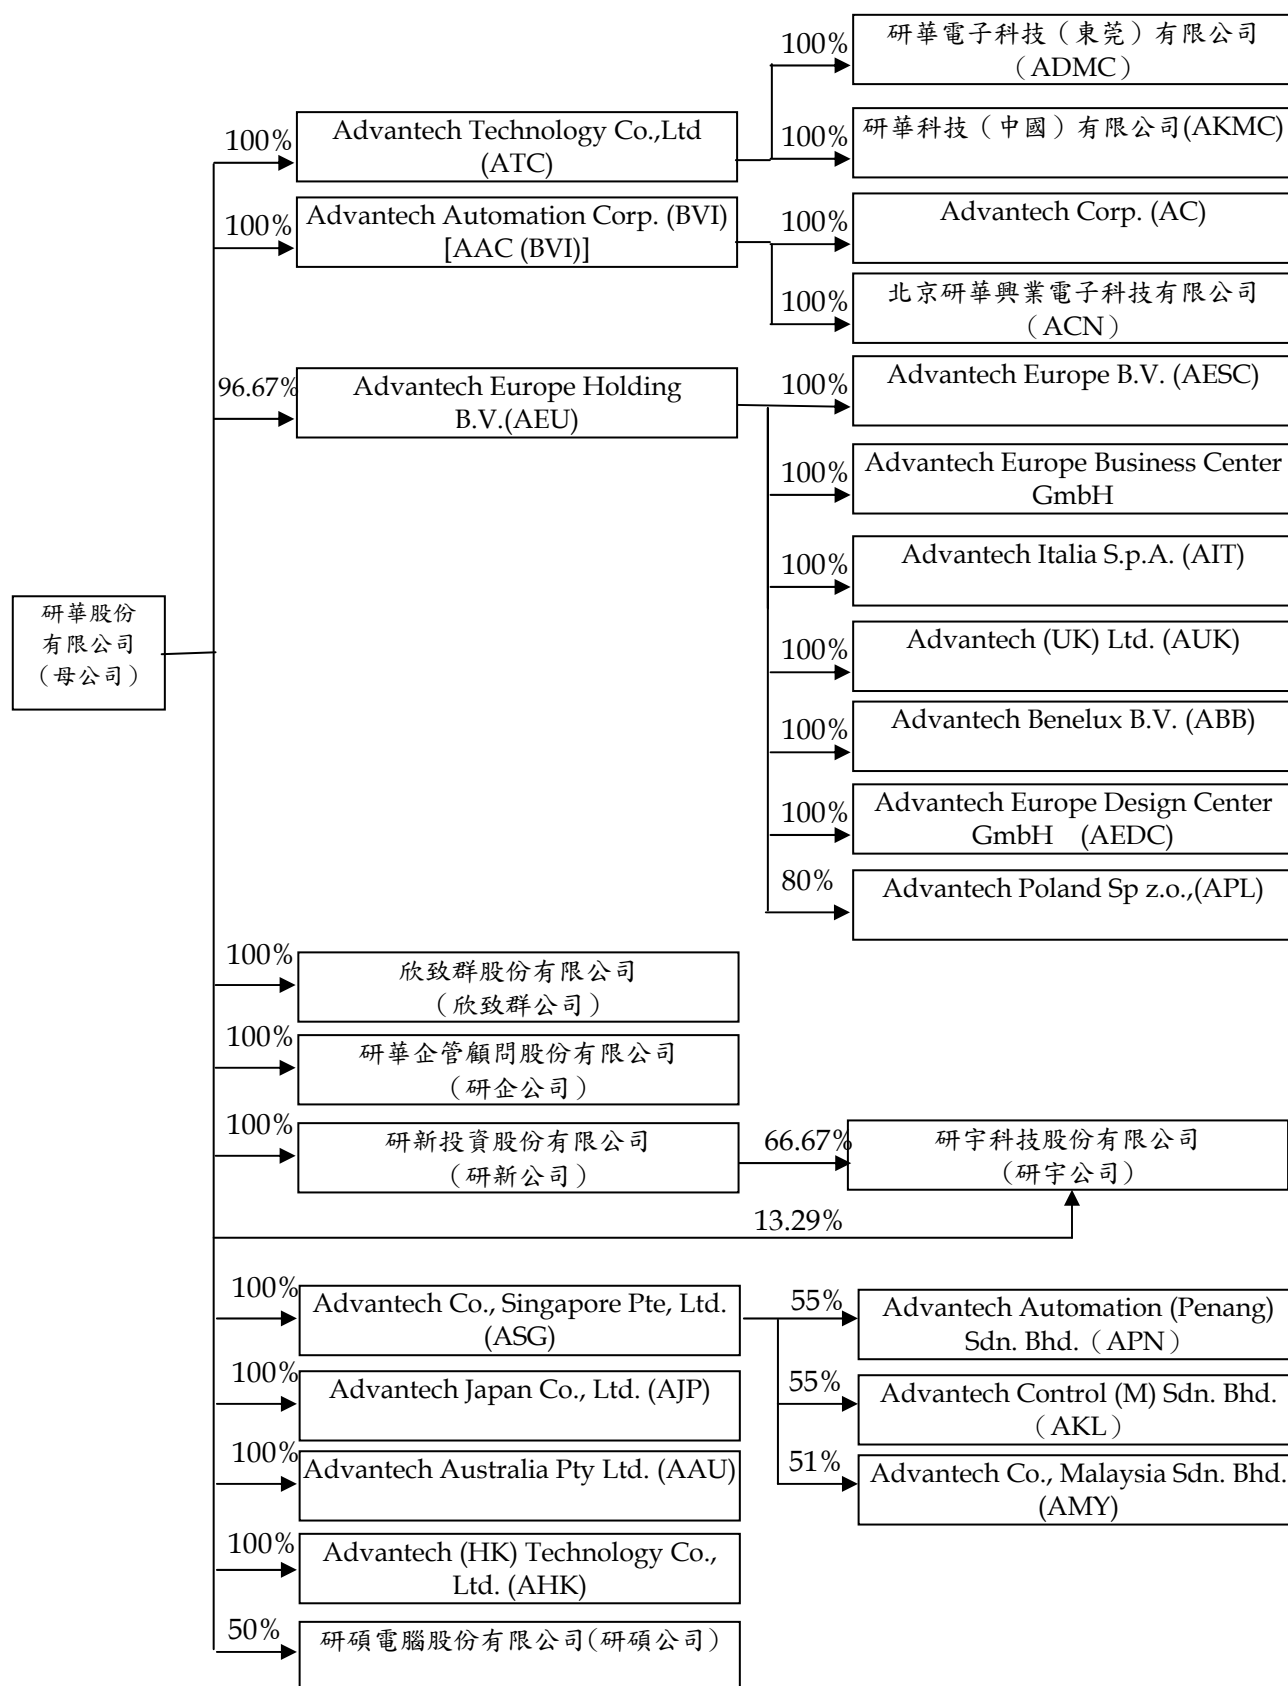 100%
研華電子科技（東莞）有限公司
（ADMC）
100%
Advantech Technology Co.,Ltd
(ATC)
100%
研華科技（中國）有限公司(AKMC)
100%
Advantech Automation Corp. (BVI)
[AAC (BVI)]
100%
Advantech Corp. (AC)
100%
北京研華興業電子科技有限公司
（ACN）
96.67%
Advantech Europe Holding
B.V.(AEU)
100%
Advantech Europe B.V. (AESC)
100%
Advantech Europe Business Center
GmbH
100%
Advantech Italia S.p.A. (AIT)
研華股份
有限公司
（母公司）
100%
Advantech (UK) Ltd. (AUK)
100%
Advantech Benelux B.V. (ABB)
100%
Advantech Europe Design Center
GmbH （AEDC)
80%
Advantech Poland Sp z.o.,(APL)
100%
欣致群股份有限公司
（欣致群公司）
100%
研華企管顧問股份有限公司
（研企公司）
100%
研新投資股份有限公司
（研新公司）
66.67%
研宇科技股份有限公司
(研宇公司）
13.29%
100%
Advantech Co., Singapore Pte, Ltd.
(ASG)
55%
Advantech Automation (Penang)
Sdn. Bhd.（APN）
100%
Advantech Japan Co., Ltd. (AJP)
55%
Advantech Control (M) Sdn. Bhd.
（AKL）
100%
Advantech Australia Pty Ltd. (AAU)
51%
Advantech Co., Malaysia Sdn. Bhd.
(AMY)
100%
Advantech (HK) Technology Co.,
Ltd. (AHK)
50%
研碩電腦股份有限公司(研碩公司）